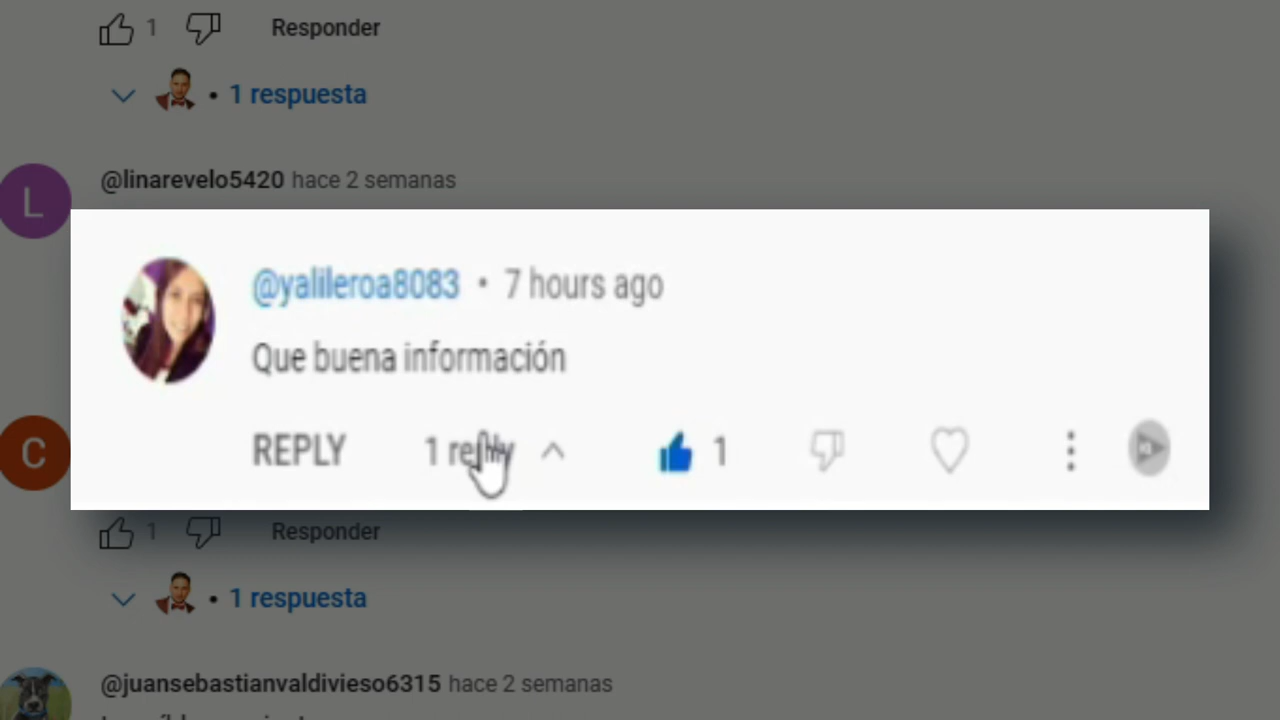 1 Responder
• 1 respuesta
L
@linarevelo5420 hace 2 semanas
@yalileroa8083 • 7 hours ago
Que buena información
REPLY 1 reply 1
C
1 Responder
• 1 respuesta
@juansebastianvaldivieso6315 hace 2 semanas